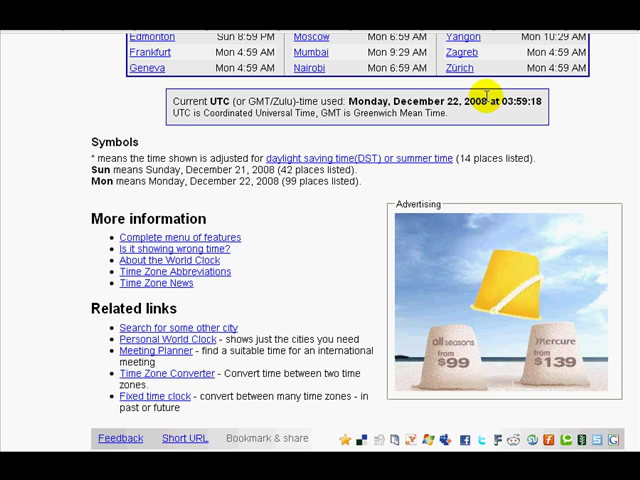 Edmonton Sun 8:59 PM Moscow Mon 6:59 AM Yangon Mon 10:29 AM
Frankfurt Mon 4:59 AM Mumbai Mon 9:29 AM Zagreb Mon 4:59 AM
Geneva Mon 4:59 AM Nairobi Mon 6:59 AM Zürich Mon 4:59 AM
Current UTC (or GMT/Zulu)-time used: Monday, December 22, 2008 at 03:59:18
UTC is Coordinated Universal Time, GMT is Greenwich Mean Time.
Symbols
* means the time shown is adjusted for daylight saving time(DST) or summer time (14 places listed).
Sun means Sunday, December 21, 2008 (42 places listed).
Mon means Monday, December 22, 2008 (99 places listed).
More information
Complete menu of features
Is it showing wrong time?
About the World Clock
Time Zone Abbreviations
Time Zone News
Related links
Search for some other city
Personal World Clock - shows just the cities you need
Meeting Planner - find a suitable time for an international
meeting
Time Zone Converter - Convert time between two time
zones.
Fixed time clock - convert between many time zones - in
past or future
Advertising
all seasons
from
$99
Mercure
from
$139
Feedback Short URL Bookmark & share